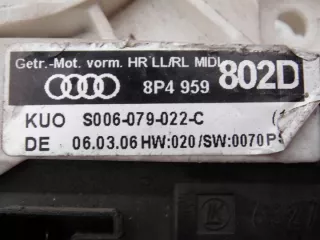 Getr.-Mot. vorm. HR LL/RL MIDI
8P4 959 802D
KUO S006-079-022-C (
DE 06.03.06 HW:020/SW:0070